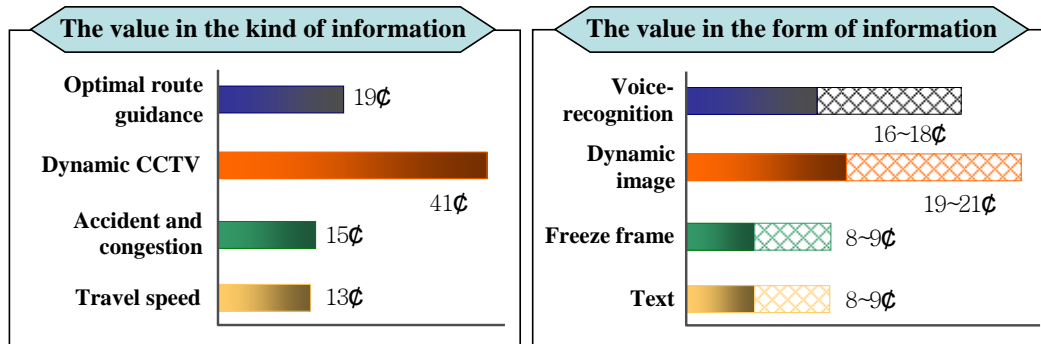 The value in the kind of information
Optimal route
guidance
19¢
Dynamic CCTV
41¢
Accident and
congestion
15¢
Travel speed
13¢
The value in the form of information
Voice-
recognition
16~18¢
Dynamic
image
19~21¢
Freeze frame
8~9¢
Text
8~9¢